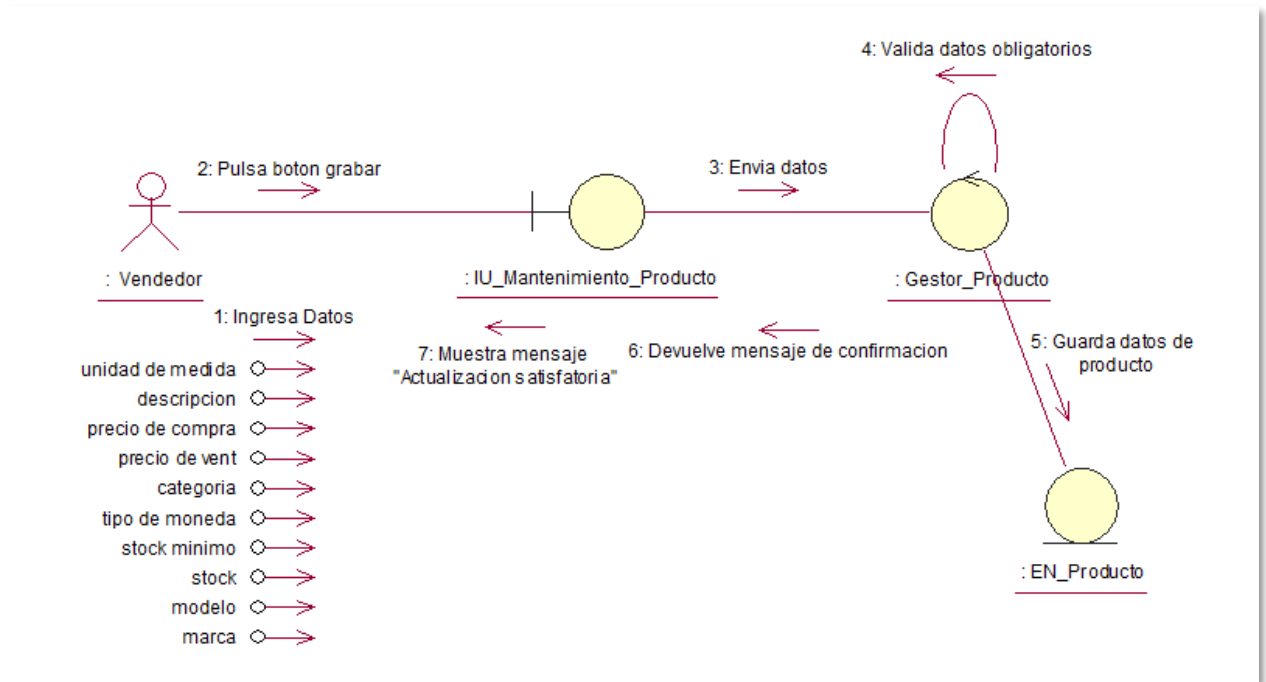 4: Valida datos obligatorios
2: Pulsa boton grabar
3: Envia datos
: Vendedor
: IU_Mantenimiento_Producto
: Gestor_Producto
1: Ingresa Datos
unidad de medida
descripcion
precio de compra
precio de vent
categoria
tipo de moneda
stock minimo
stock
modelo
marca
7: Muestra mensaje
"Actualizacion satisfatoria"
6: Devuelve mensaje de confirmacion
5: Guarda datos de
producto
: EN_Producto